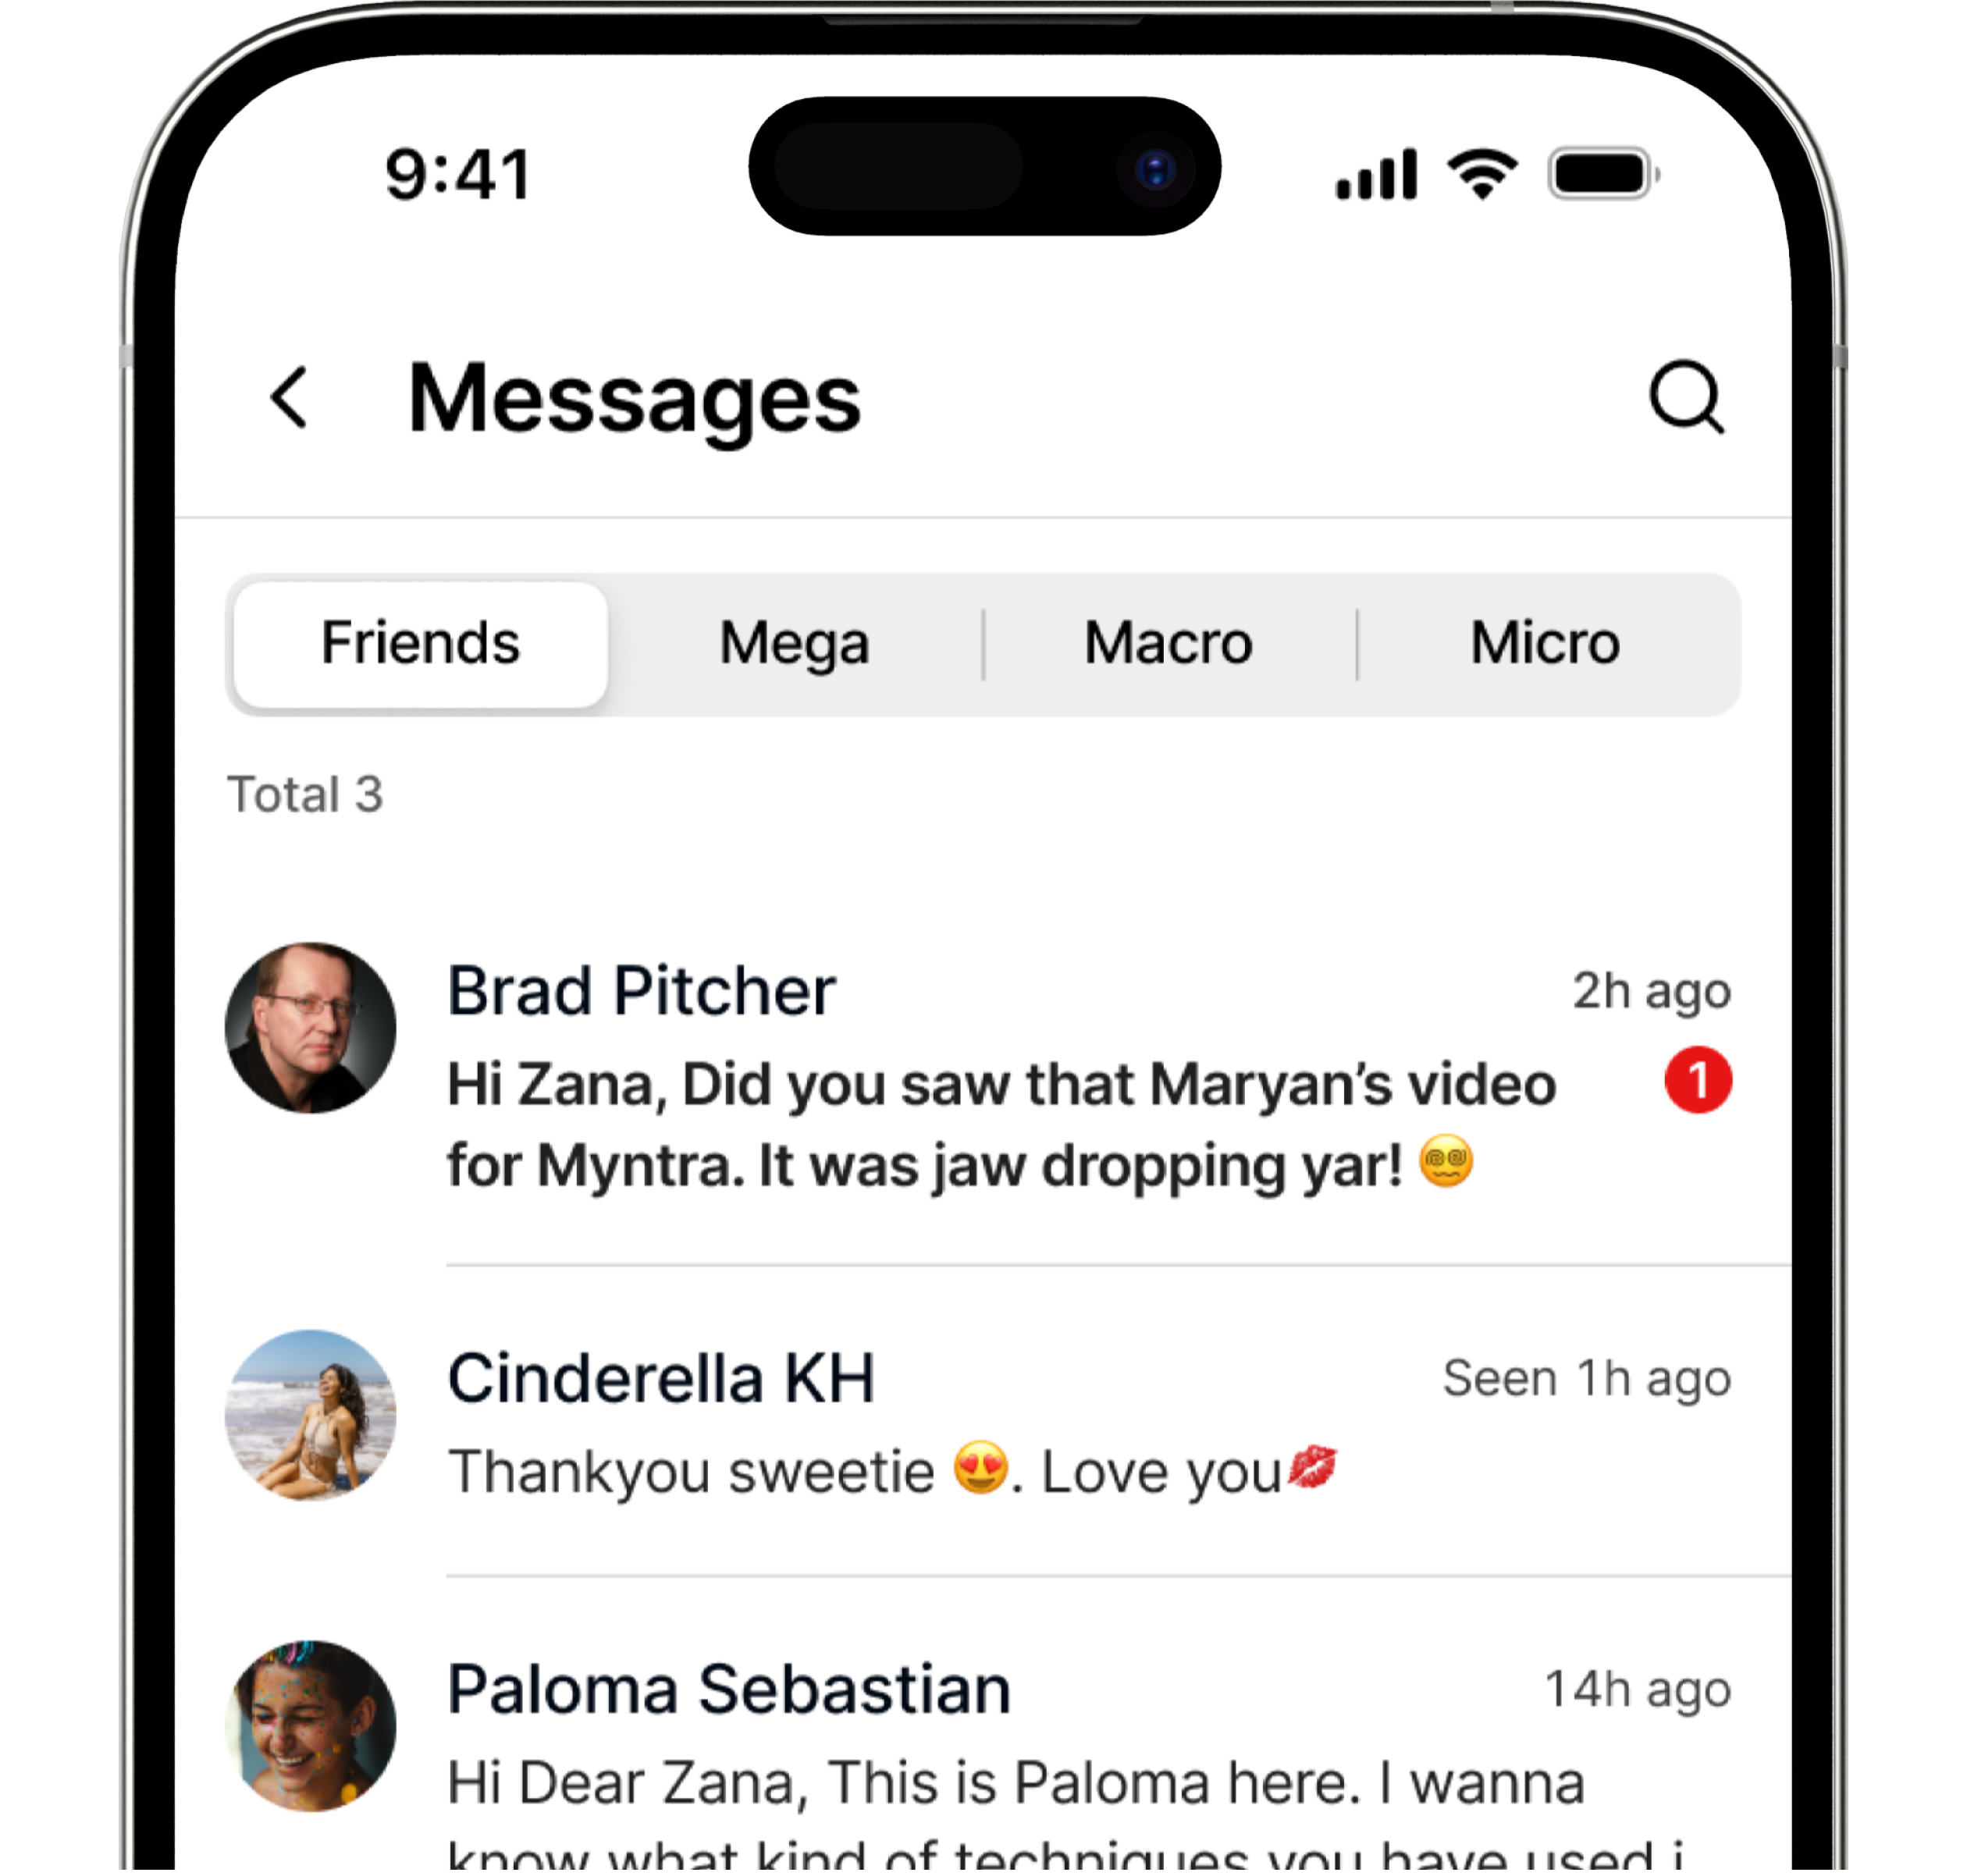 9:41
Messages
Friends Mega Macro Micro
Total 3
Brad Pitcher 2h ago
Hi Zana, Did you saw that Maryan’s video 1
for Myntra. It was jaw dropping yar! 😵‍💫
Cinderella KH Seen 1h ago
Thankyou sweetie 😍. Love you💋
Paloma Sebastian 14h ago
Hi Dear Zana, This is Paloma here. I wanna
know what kind of techniques you have used i